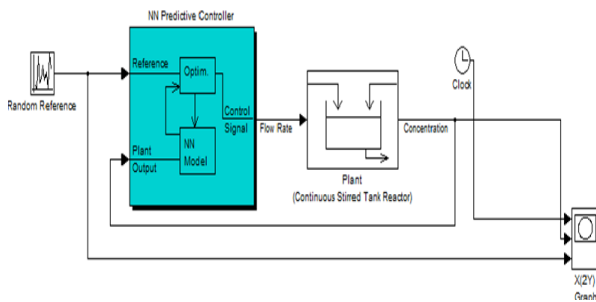 NN Predictive Controller
Random Reference
Reference
Optim.
Control
Signal
Plant
Output
NN
Model
Flow Rate
Plant
(Continuous Stirred Tank Reactor)
Concentration
Clock
X(2Y)
Graph